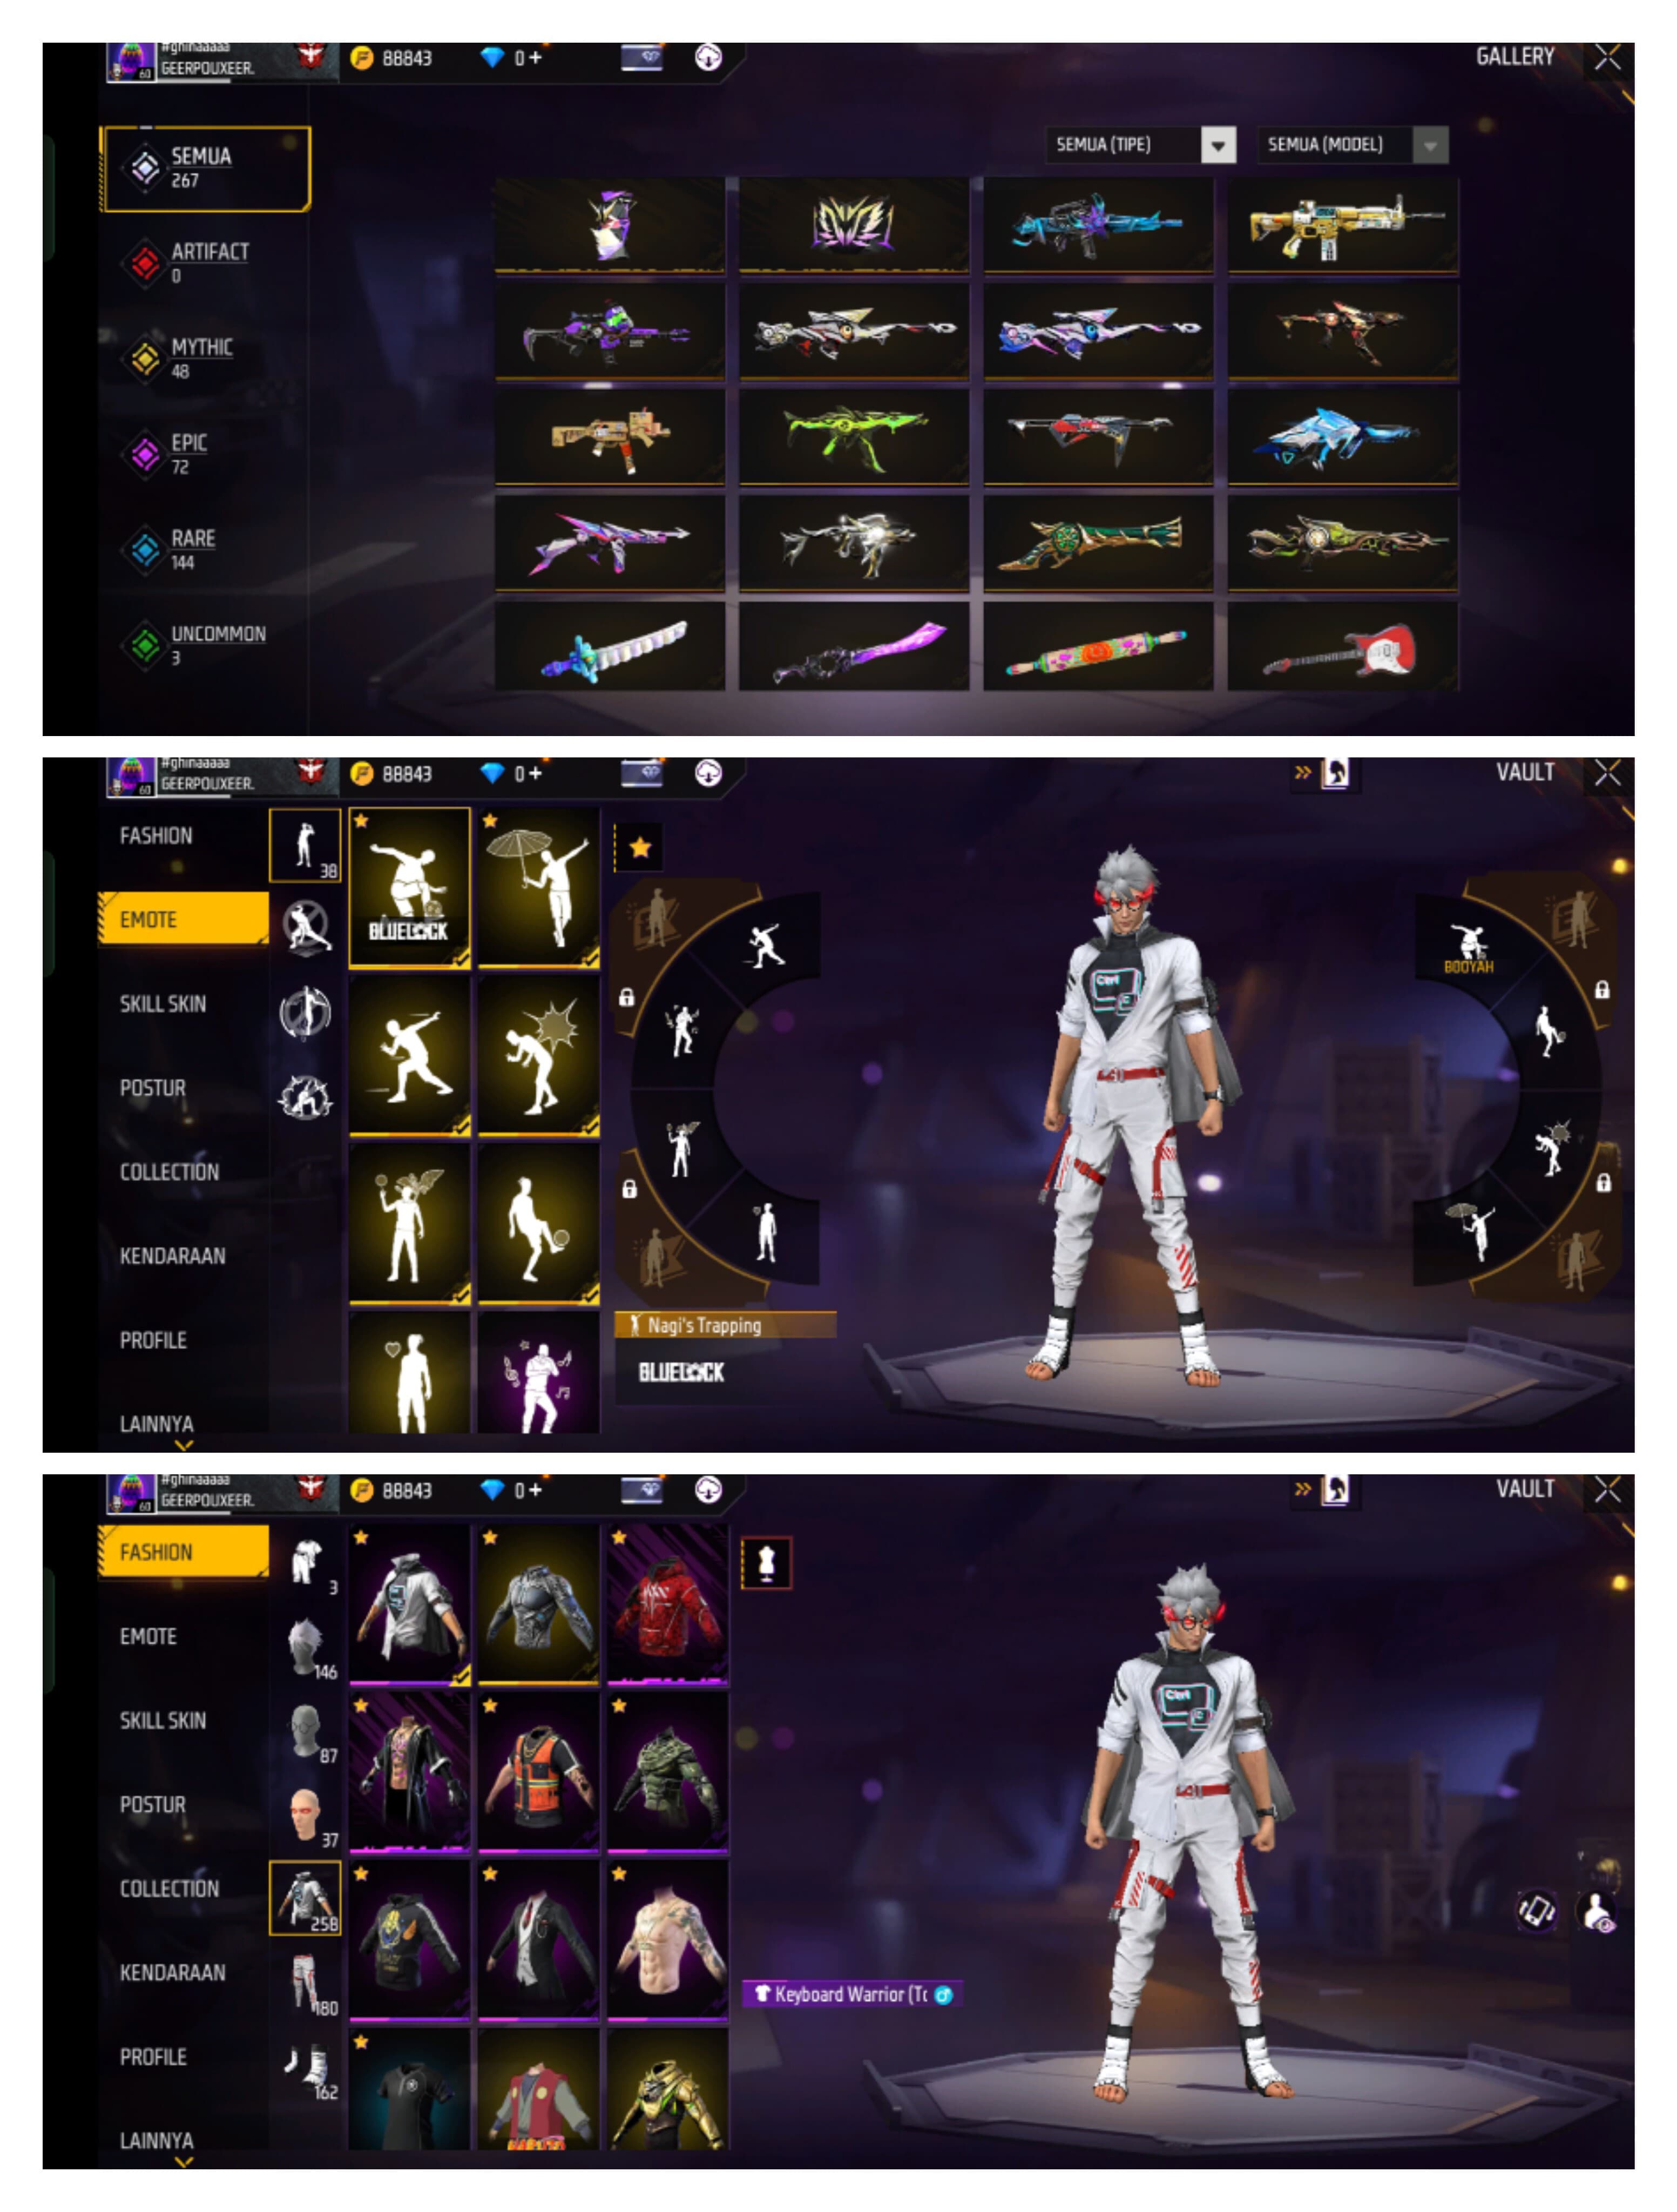 #ghinaaaaa
GEERPOUXEER.
60
88843
0+
GALLERY
SEMUA
267
ARTIFACT
0
MYTHIC
48
EPIC
72
RARE
144
UNCOMMON
3
SEMUA (TIPE)
SEMUA (MODEL)
#ghinaaaaa
GEERPOUXEER.
60
88843
0+
VAULT
FASHION
EMOTE
SKILL SKIN
POSTUR
COLLECTION
KENDARAAN
PROFILE
LAINNYA
38
BLUELOCK
BOOYAH
Nagi's Trapping
BLUELOCK
#ghinaaaaa
GEERPOUXEER.
60
88843
0+
VAULT
FASHION
EMOTE
SKILL SKIN
POSTUR
COLLECTION
KENDARAAN
PROFILE
LAINNYA
3
146
87
37
258
180
162
Ctrl
Keyboard Warrior (To